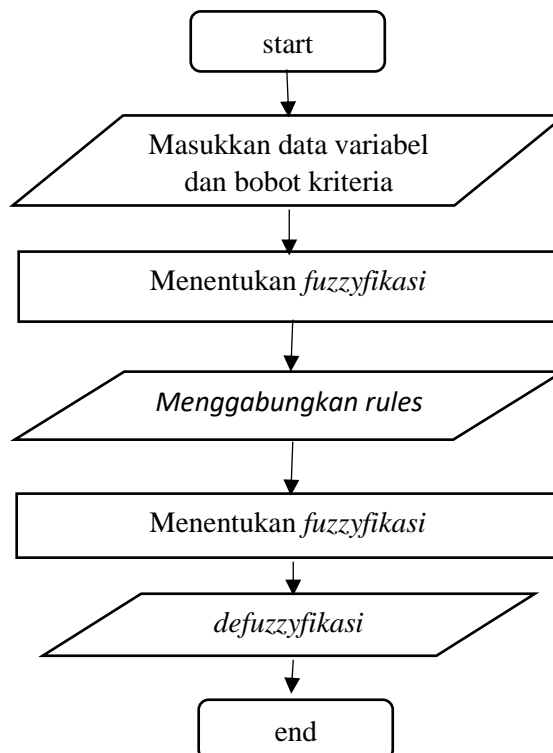 start
Masukkan data variabel
dan bobot kriteria
Menentukan fuzzyfikasi
Menggabungkan rules
Menentukan fuzzyfikasi
defuzzyfikasi
end